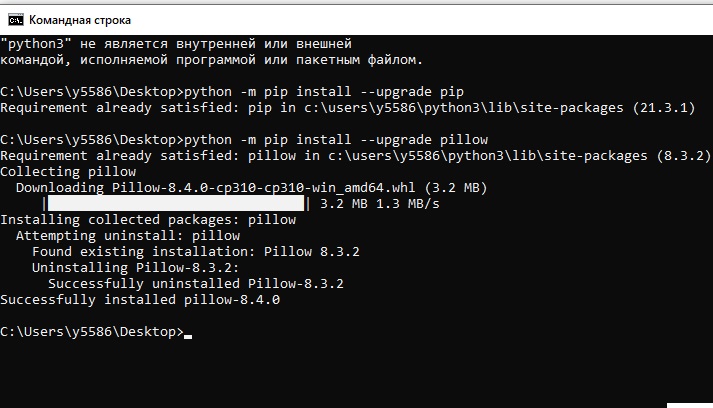 Командная строка
"python3" не является внутренней или внешней
командой, исполняемой программой или пакетным файлом.
C:\Users\y5586\Desktop>python -m pip install --upgrade pip
Requirement already satisfied: pip in c:\users\y5586\python3\lib\site-packages (21.3.1)
C:\Users\y5586\Desktop>python -m pip install --upgrade pillow
Requirement already satisfied: pillow in c:\users\y5586\python3\lib\site-packages (8.3.2)
Collecting pillow
  Downloading Pillow-8.4.0-cp310-cp310-win_amd64.whl (3.2 MB)
     |████████████████████████████████| 3.2 MB 1.3 MB/s
Installing collected packages: pillow
  Attempting uninstall: pillow
    Found existing installation: Pillow 8.3.2
    Uninstalling Pillow-8.3.2:
      Successfully uninstalled Pillow-8.3.2
Successfully installed pillow-8.4.0
C:\Users\y5586\Desktop>